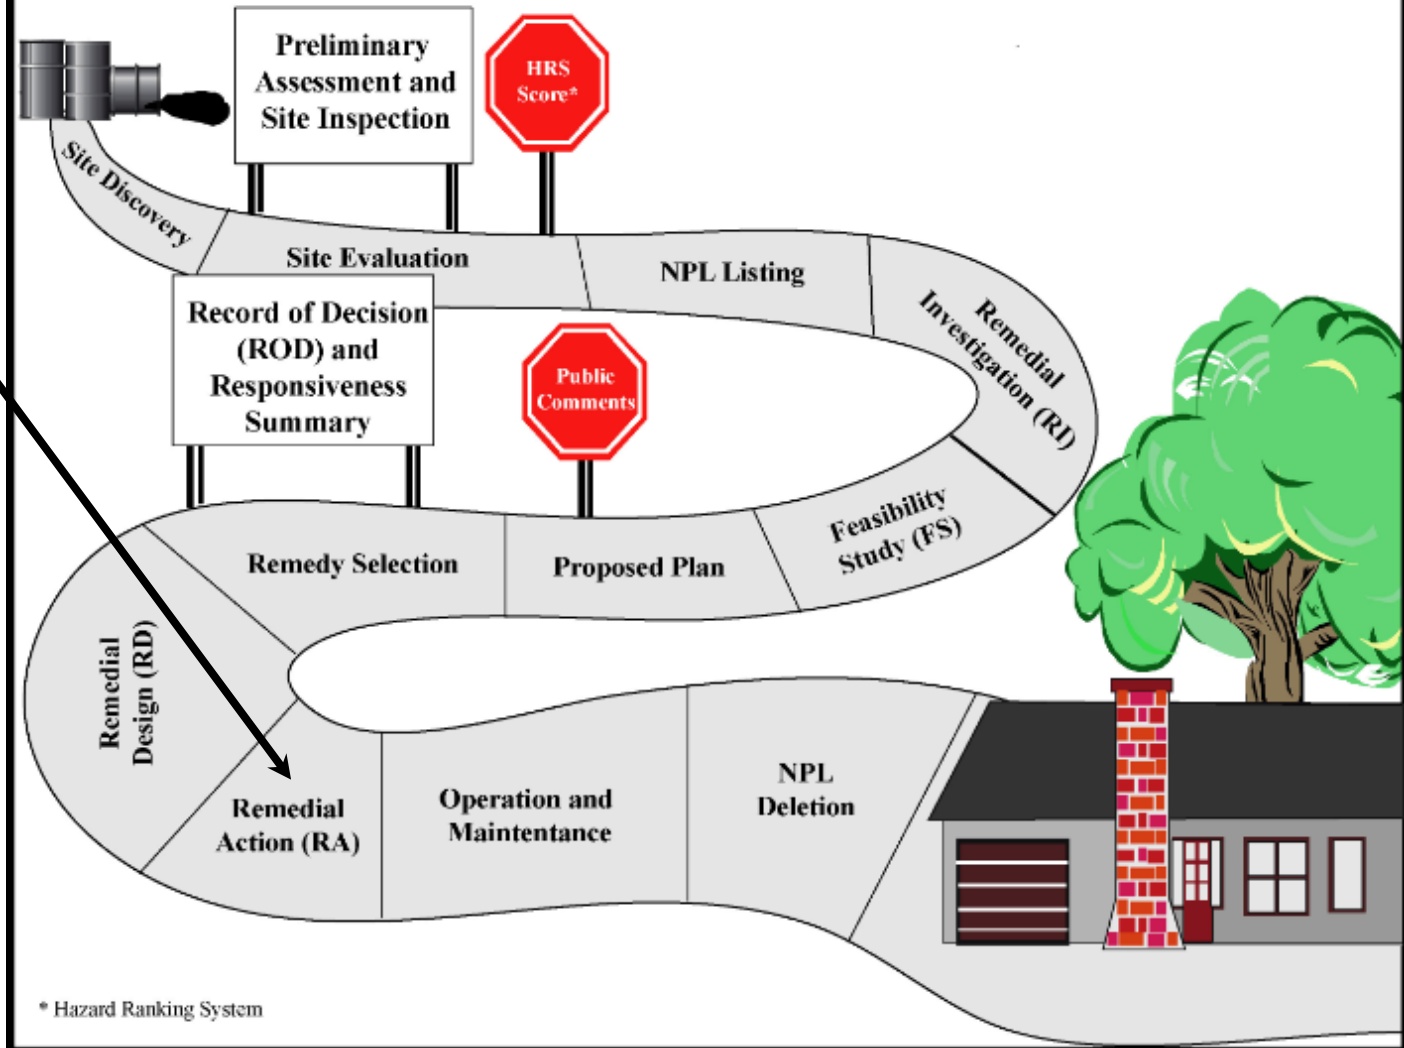 Preliminary
Assessment and
Site Inspection
HRS
Score*
Site Discovery
Site Evaluation
NPL Listing
Remedial
Investigation (RI)
Record of Decision
(ROD) and
Responsiveness
Summary
Public
Comments
Feasibility
Study (FS)
Proposed Plan
Remedy Selection
Remedial
Design (RD)
Remedial
Action (RA)
Operation and
Maintentance
NPL
Deletion
* Hazard Ranking System